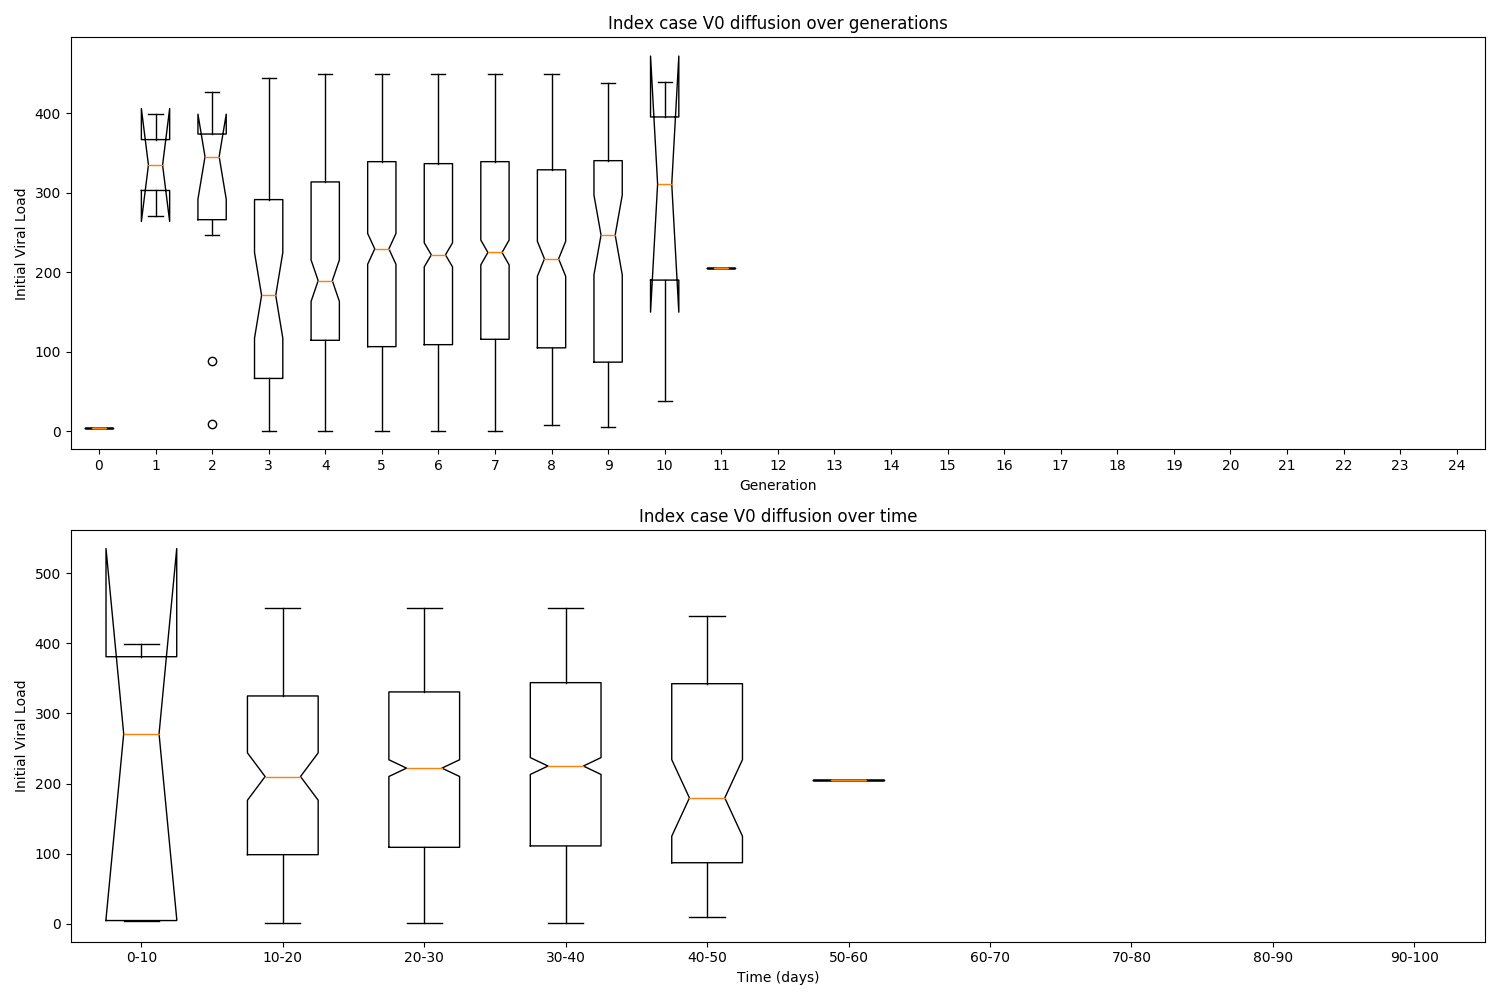 Index case V0 diffusion over generations
Initial Viral Load
400
300
200
100
0
0 1 2 3 4 5 6 7 8 9 10 11 12 13 14 15 16 17 18 19 20 21 22 23 24
Generation
Index case V0 diffusion over time
Initial Viral Load
500
400
300
200
100
0
0-10 10-20 20-30 30-40 40-50 50-60 60-70 70-80 80-90 90-100
Time (days)